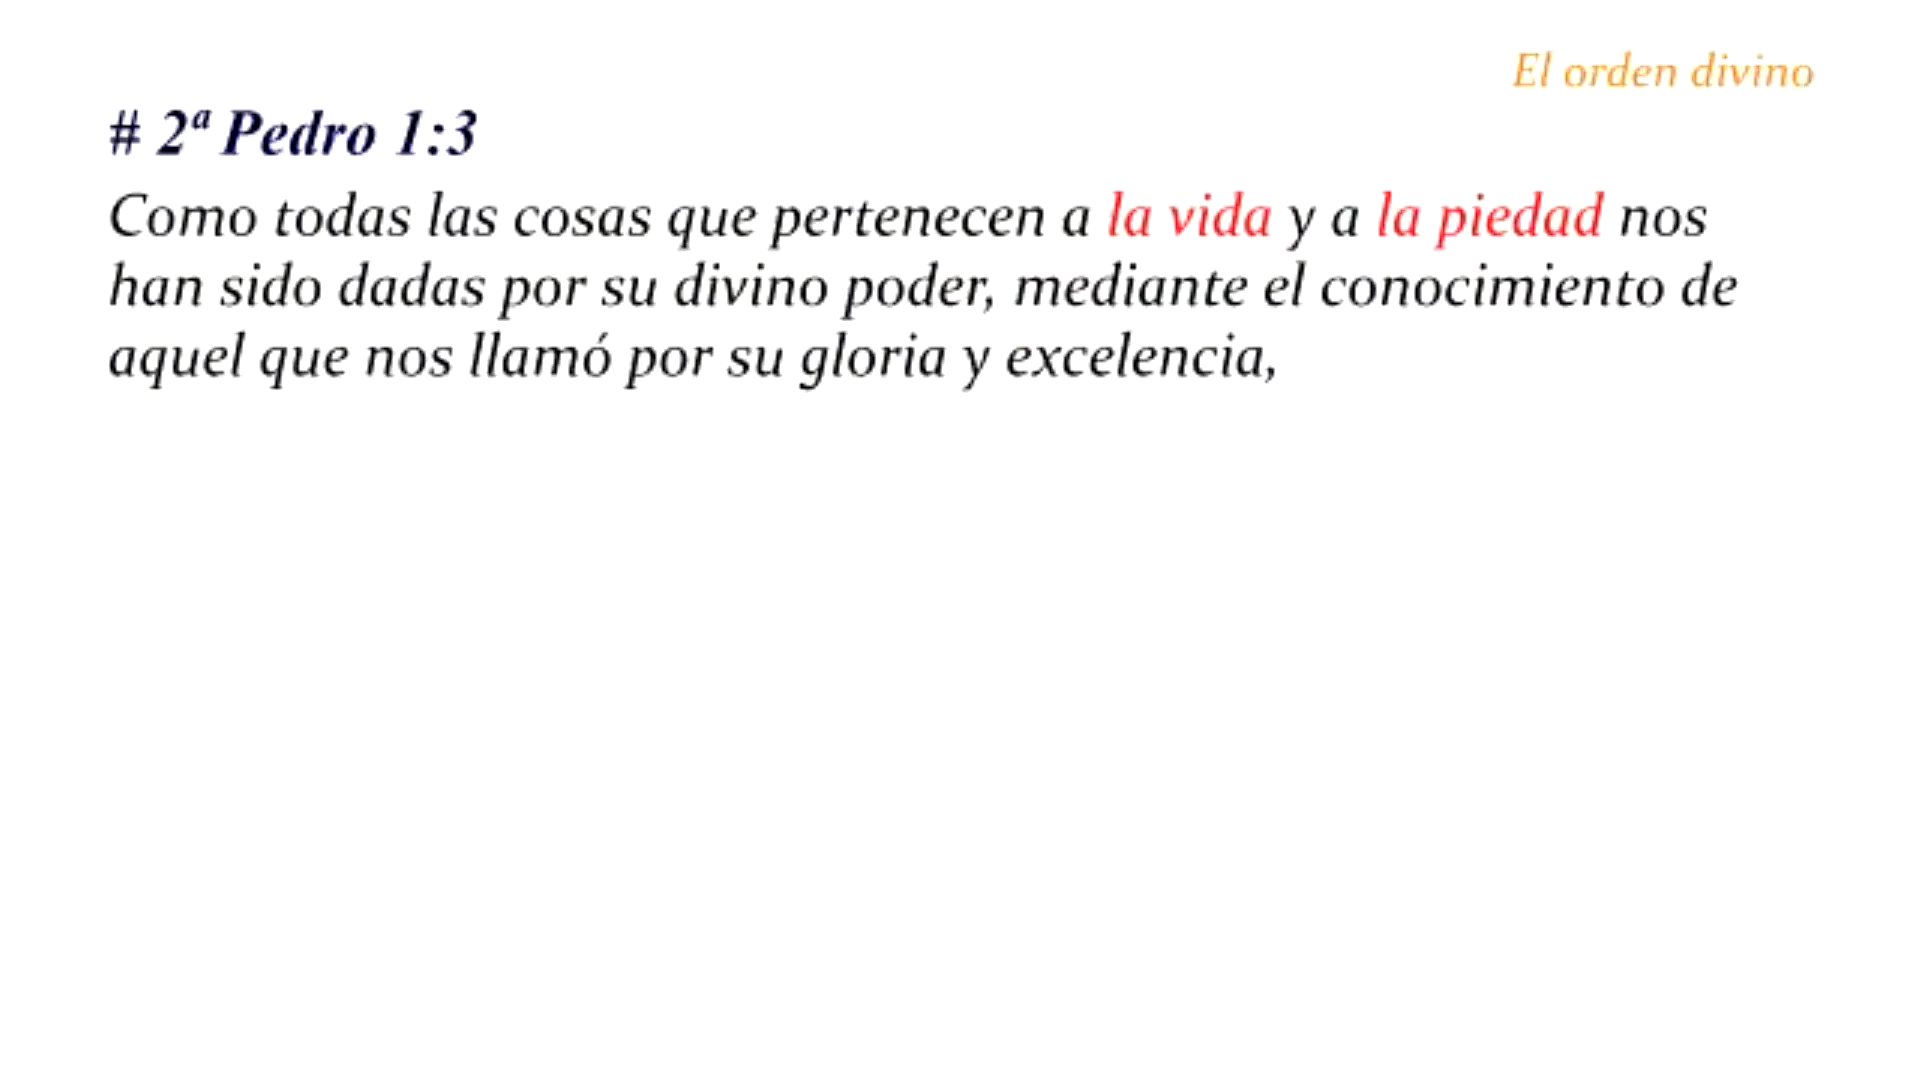 El orden divino
# 2ª Pedro 1:3
Como todas las cosas que pertenecen a la vida y a la piedad nos
han sido dadas por su divino poder, mediante el conocimiento de
aquel que nos llamó por su gloria y excelencia,